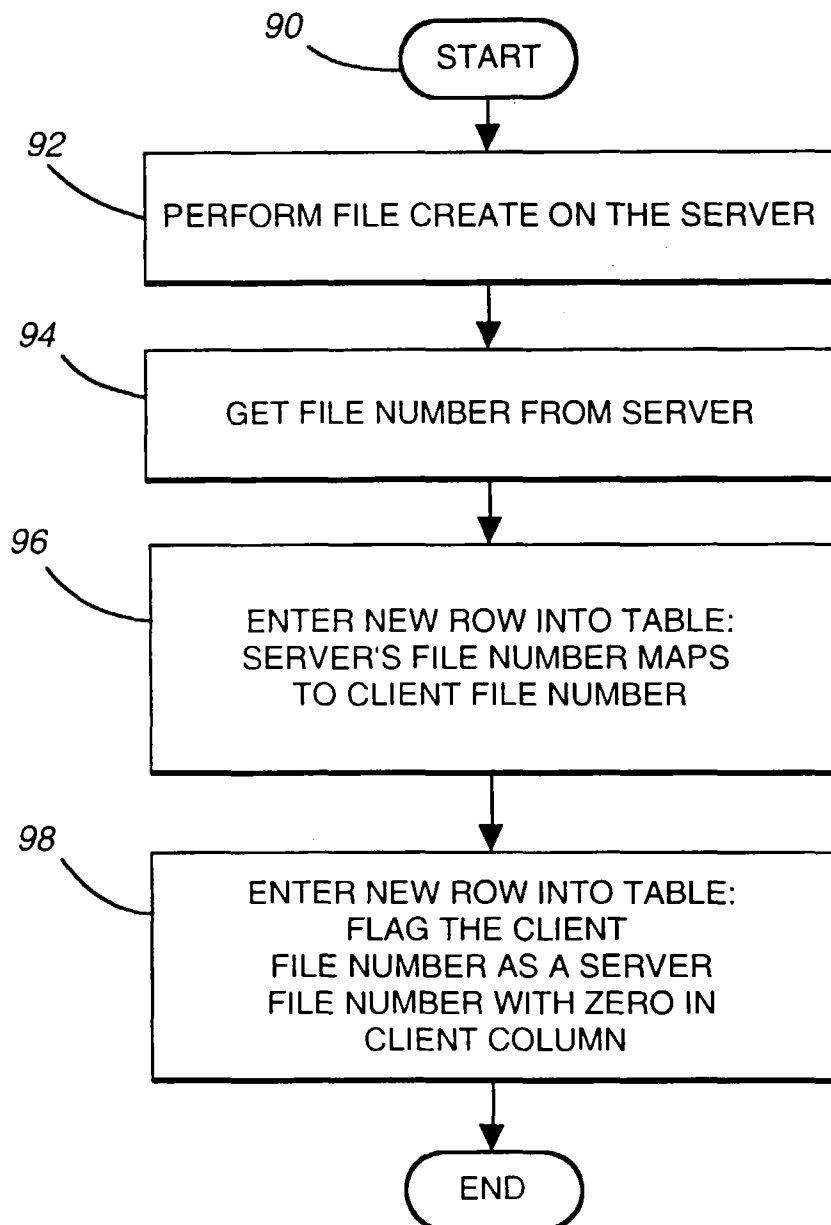 90
START
92
PERFORM FILE CREATE ON THE SERVER
94
GET FILE NUMBER FROM SERVER
96
ENTER NEW ROW INTO TABLE:
SERVER'S FILE NUMBER MAPS
TO CLIENT FILE NUMBER
98
ENTER NEW ROW INTO TABLE:
FLAG THE CLIENT
FILE NUMBER AS A SERVER
FILE NUMBER WITH ZERO IN
CLIENT COLUMN
END